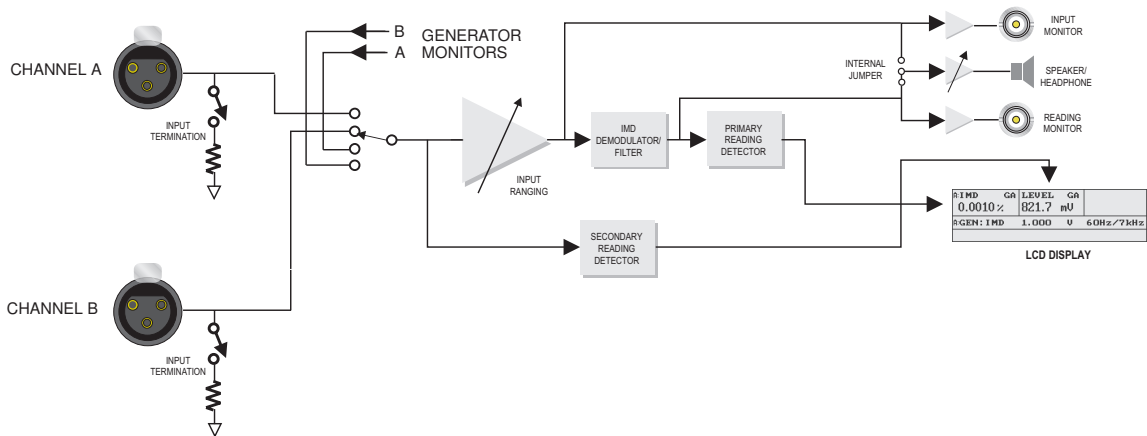 CHANNEL A
INPUT
TERMINATION
B
A
GENERATOR
MONITORS
INPUT
RANGING
IMD
DEMODULATOR/
FILTER
PRIMARY
READING
DETECTOR
SECONDARY
READING
DETECTOR
INTERNAL
JUMPER
INPUT
MONITOR
SPEAKER/
HEADPHONE
READING
MONITOR
A:IMD GA LEVEL GA
0.0010% 821.7 mV
A:GEN:IMD 1.000 V 60Hz/7kHz
LCD DISPLAY
CHANNEL B
INPUT
TERMINATION